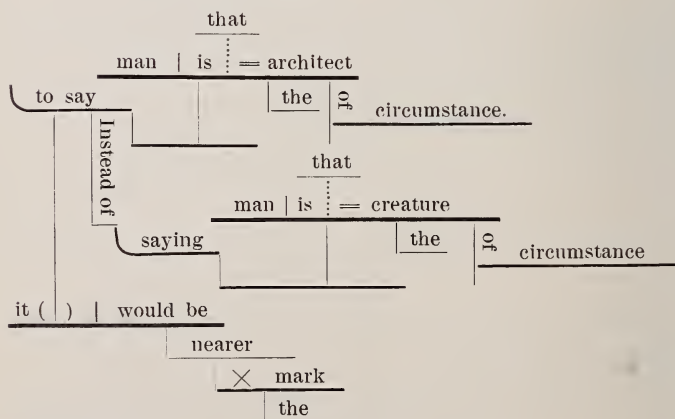 that
man | is = architect
to say the of circumstance.
Instead of
that
man | is = creature
saying the of circumstance
it ( ) | would be
nearer
× mark
the